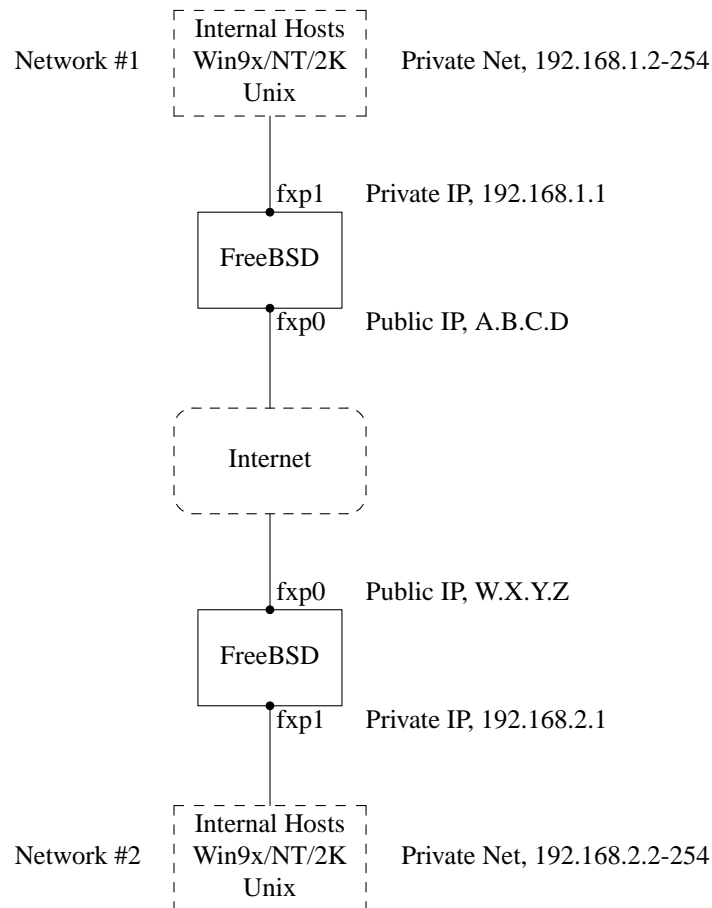 Internal Hosts
Network #1 Win9x/NT/2K Private Net, 192.168.1.2-254
Unix
fxp1 Private IP, 192.168.1.1
FreeBSD
fxp0 Public IP, A.B.C.D
Internet
fxp0 Public IP, W.X.Y.Z
FreeBSD
fxp1 Private IP, 192.168.2.1
Internal Hosts
Network #2 Win9x/NT/2K Private Net, 192.168.2.2-254
Unix